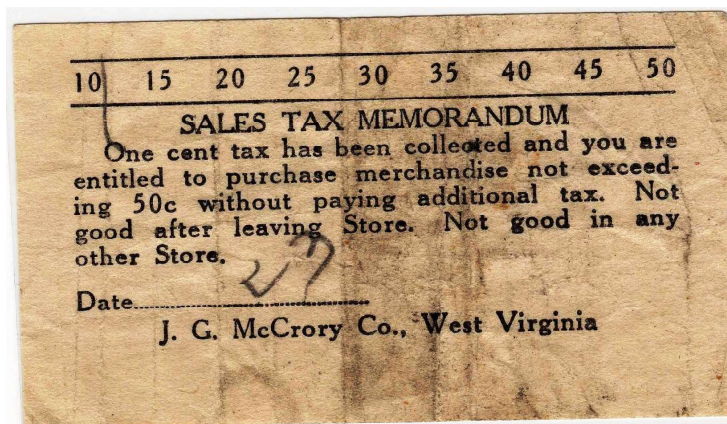 10 15 20 25 30 35 40 45 50
SALES TAX MEMORANDUM
One cent tax has been collected and you are
entitled to purchase merchandise not exceed-
ing 50c without paying additional tax. Not
good after leaving Store. Not good in any
other Store.
Date
J. G. McCrory Co., West Virginia